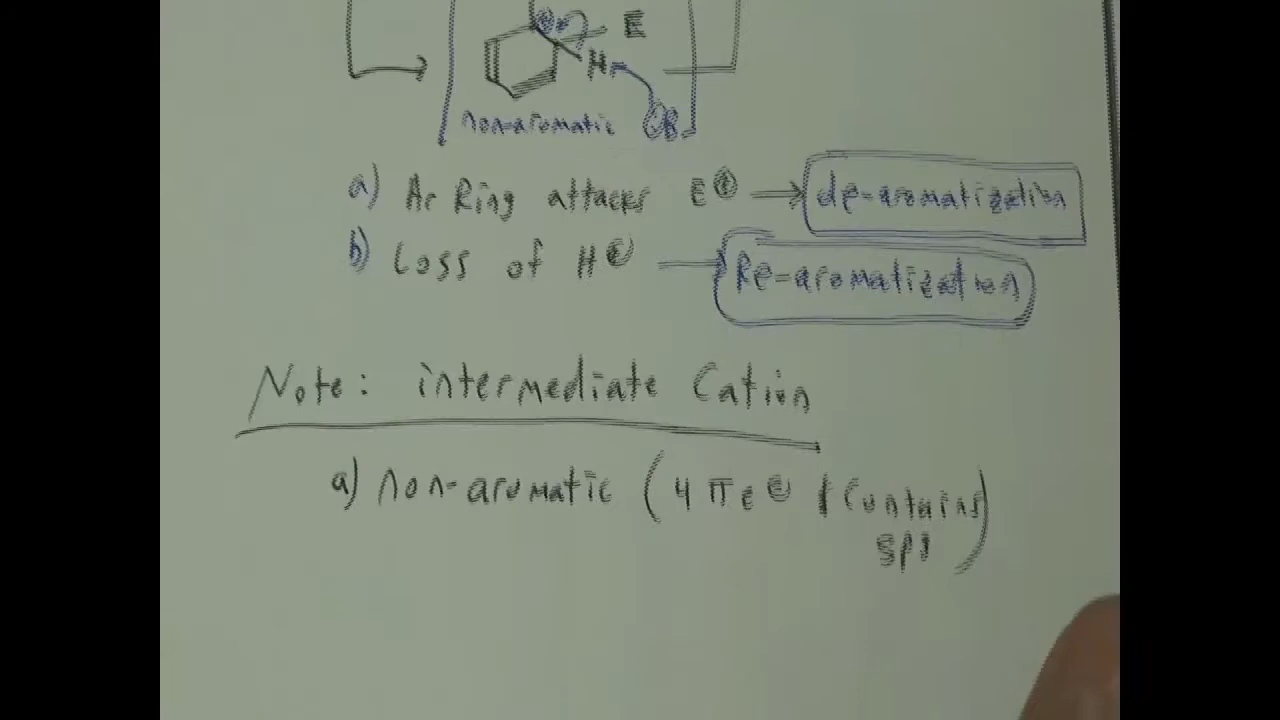 E
H
non-aromatic :B
a) Ar Ring attacks E⊕ → de-aromatization
b) Loss of H⊕ → Re-aromatization
Note: intermediate Cation
a) non-aromatic (4 π e⊖ / Contains
sp3)